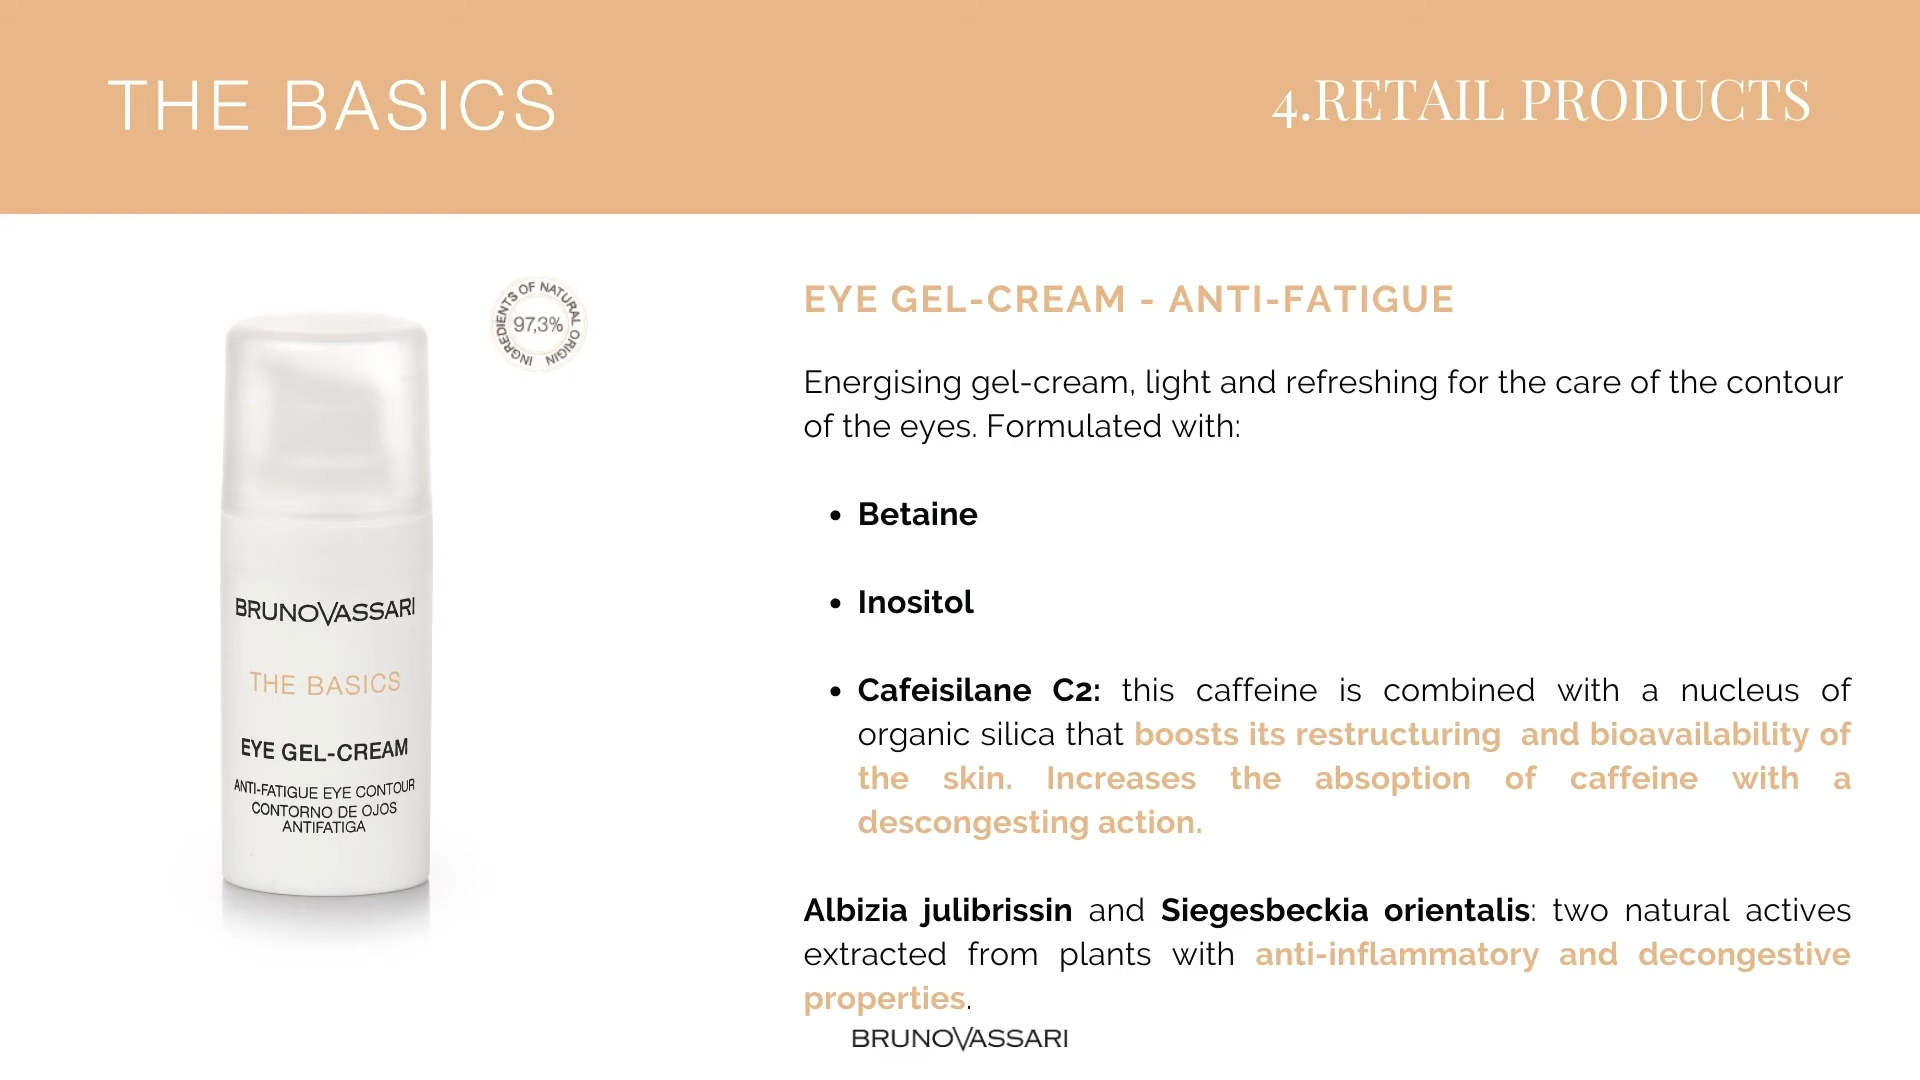 THE BASICS
4.RETAIL PRODUCTS
INGREDIENTS OF NATURAL ORIGIN
97,3%
BRUNOVASSARI
THE BASICS
EYE GEL-CREAM
ANTI-FATIGUE EYE CONTOUR
CONTORNO DE OJOS
ANTIFATIGA
EYE GEL-CREAM - ANTI-FATIGUE
Energising gel-cream, light and refreshing for the care of the contour
of the eyes. Formulated with:
• Betaine
• Inositol
• Cafeisilane C2: this caffeine is combined with a nucleus of
organic silica that boosts its restructuring and bioavailability of
the skin. Increases the absoption of caffeine with a
descongesting action.
Albizia julibrissin and Siegesbeckia orientalis: two natural actives
extracted from plants with anti-inflammatory and decongestive
properties.
BRUNOVASSARI